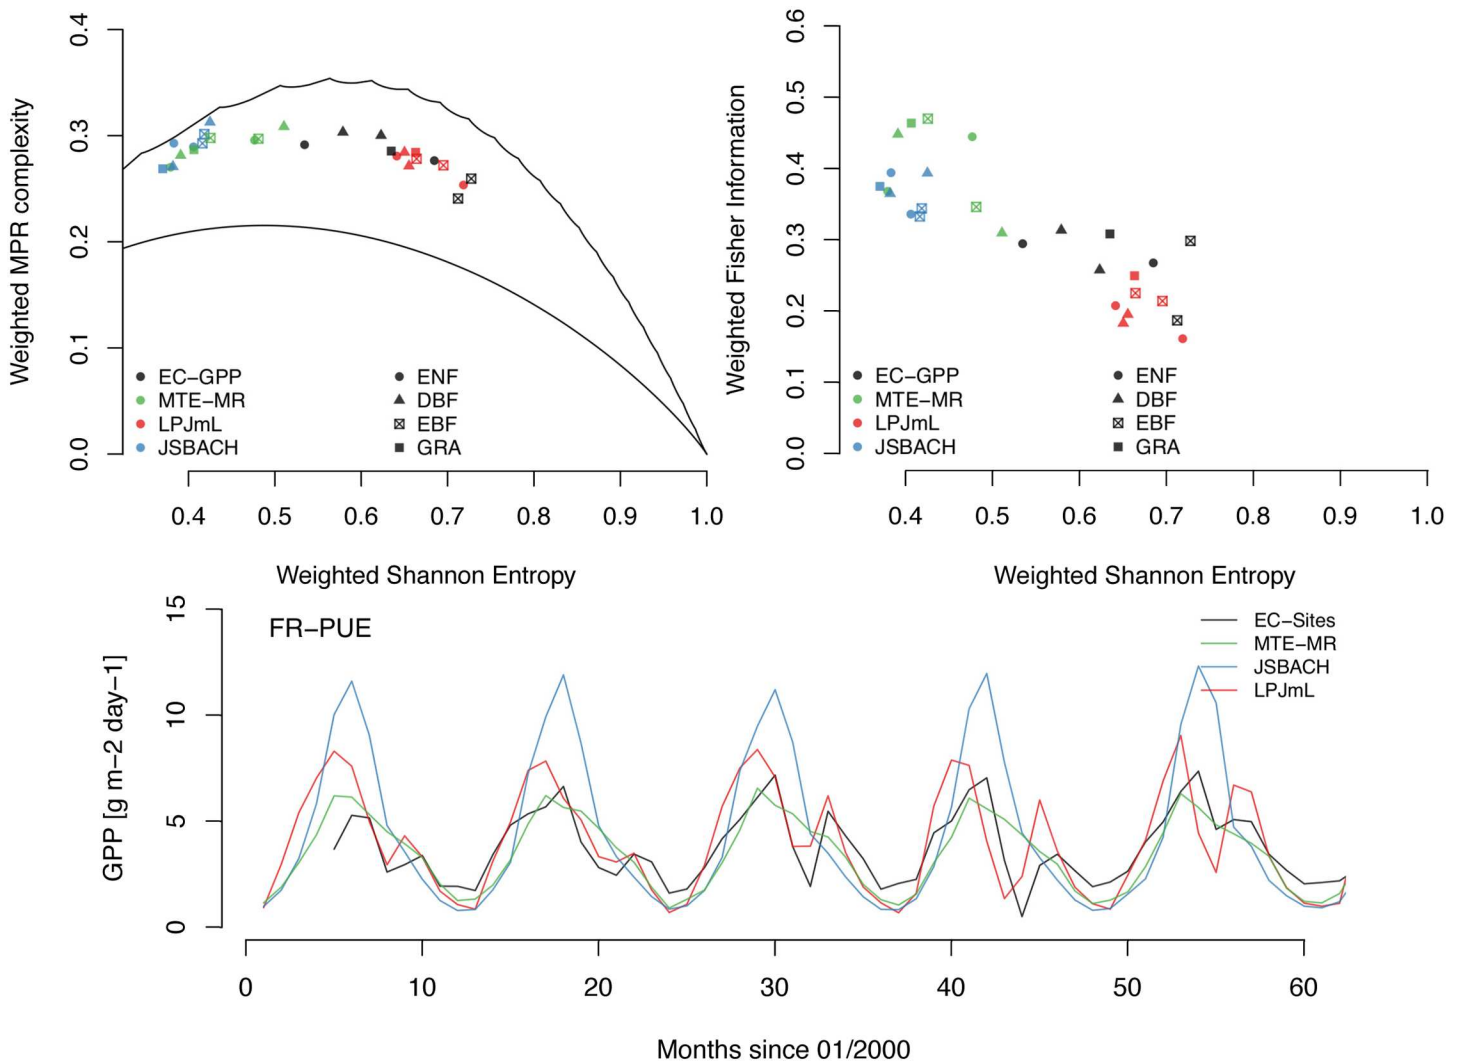 Weighted MPR complexity
0.4
0.3
0.2
0.1
0.0
EC−GPP
MTE−MR
LPJmL
JSBACH
ENF
DBF
EBF
GRA
0.4 0.5 0.6 0.7 0.8 0.9 1.0
Weighted Shannon Entropy
Weighted Fisher Information
0.6
0.5
0.4
0.3
0.2
0.1
0.0
EC−GPP
MTE−MR
LPJmL
JSBACH
ENF
DBF
EBF
GRA
0.4 0.5 0.6 0.7 0.8 0.9 1.0
Weighted Shannon Entropy
GPP [g m−2 day−1]
15
10
5
0
FR−PUE
EC−Sites
MTE−MR
JSBACH
LPJmL
0 10 20 30 40 50 60
Months since 01/2000